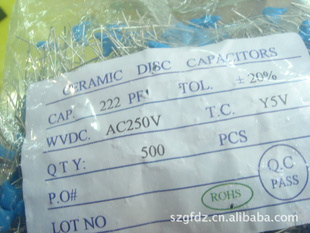 CERAMIC DISC CAPACITORS
CAP. 222 PF TOL. ±20%
WVDC. AC250V T.C. Y5V
QTY: 500 PCS
P.O# ROHS Q.C PASS
LOT NO
szgfdz.cn.alibaba.com